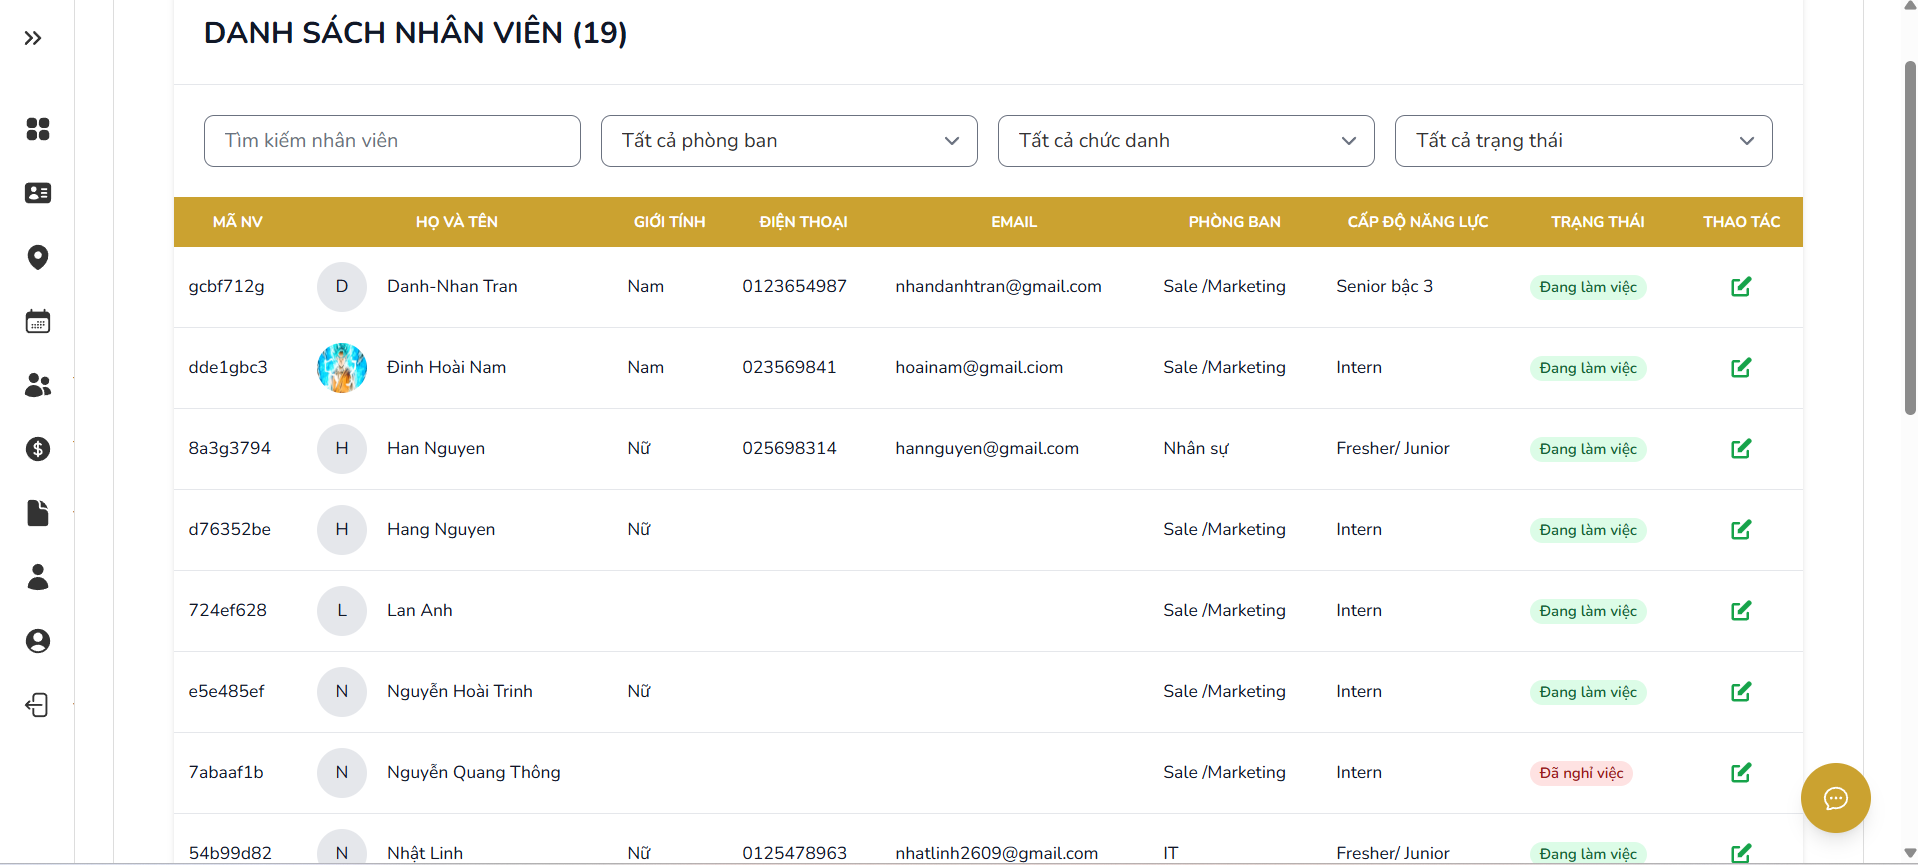 DANH SÁCH NHÂN VIÊN (19)
Tìm kiếm nhân viên Tất cả phòng ban Tất cả chức danh Tất cả trạng thái
MÃ NV HỌ VÀ TÊN GIỚI TÍNH ĐIỆN THOẠI EMAIL PHÒNG BAN CẤP ĐỘ NĂNG LỰC TRẠNG THÁI THAO TÁC
gcbf712g D Danh-Nhan Tran Nam 0123654987 nhandanhtran@gmail.com Sale /Marketing Senior bậc 3 Đang làm việc
dde1gbc3 Đinh Hoài Nam Nam 023569841 hoainam@gmail.ciom Sale /Marketing Intern Đang làm việc
8a3g3794 H Han Nguyen Nữ 025698314 hannguyen@gmail.com Nhân sự Fresher/ Junior Đang làm việc
d76352be H Hang Nguyen Nữ Sale /Marketing Intern Đang làm việc
724ef628 L Lan Anh Sale /Marketing Intern Đang làm việc
e5e485ef N Nguyễn Hoài Trinh Nữ Sale /Marketing Intern Đang làm việc
7abaaf1b N Nguyễn Quang Thông Sale /Marketing Intern Đã nghỉ việc
54b99d82 N Nhật Linh Nữ 0125478963 nhatlinh2609@gmail.com IT Fresher/ Junior Đang làm việc